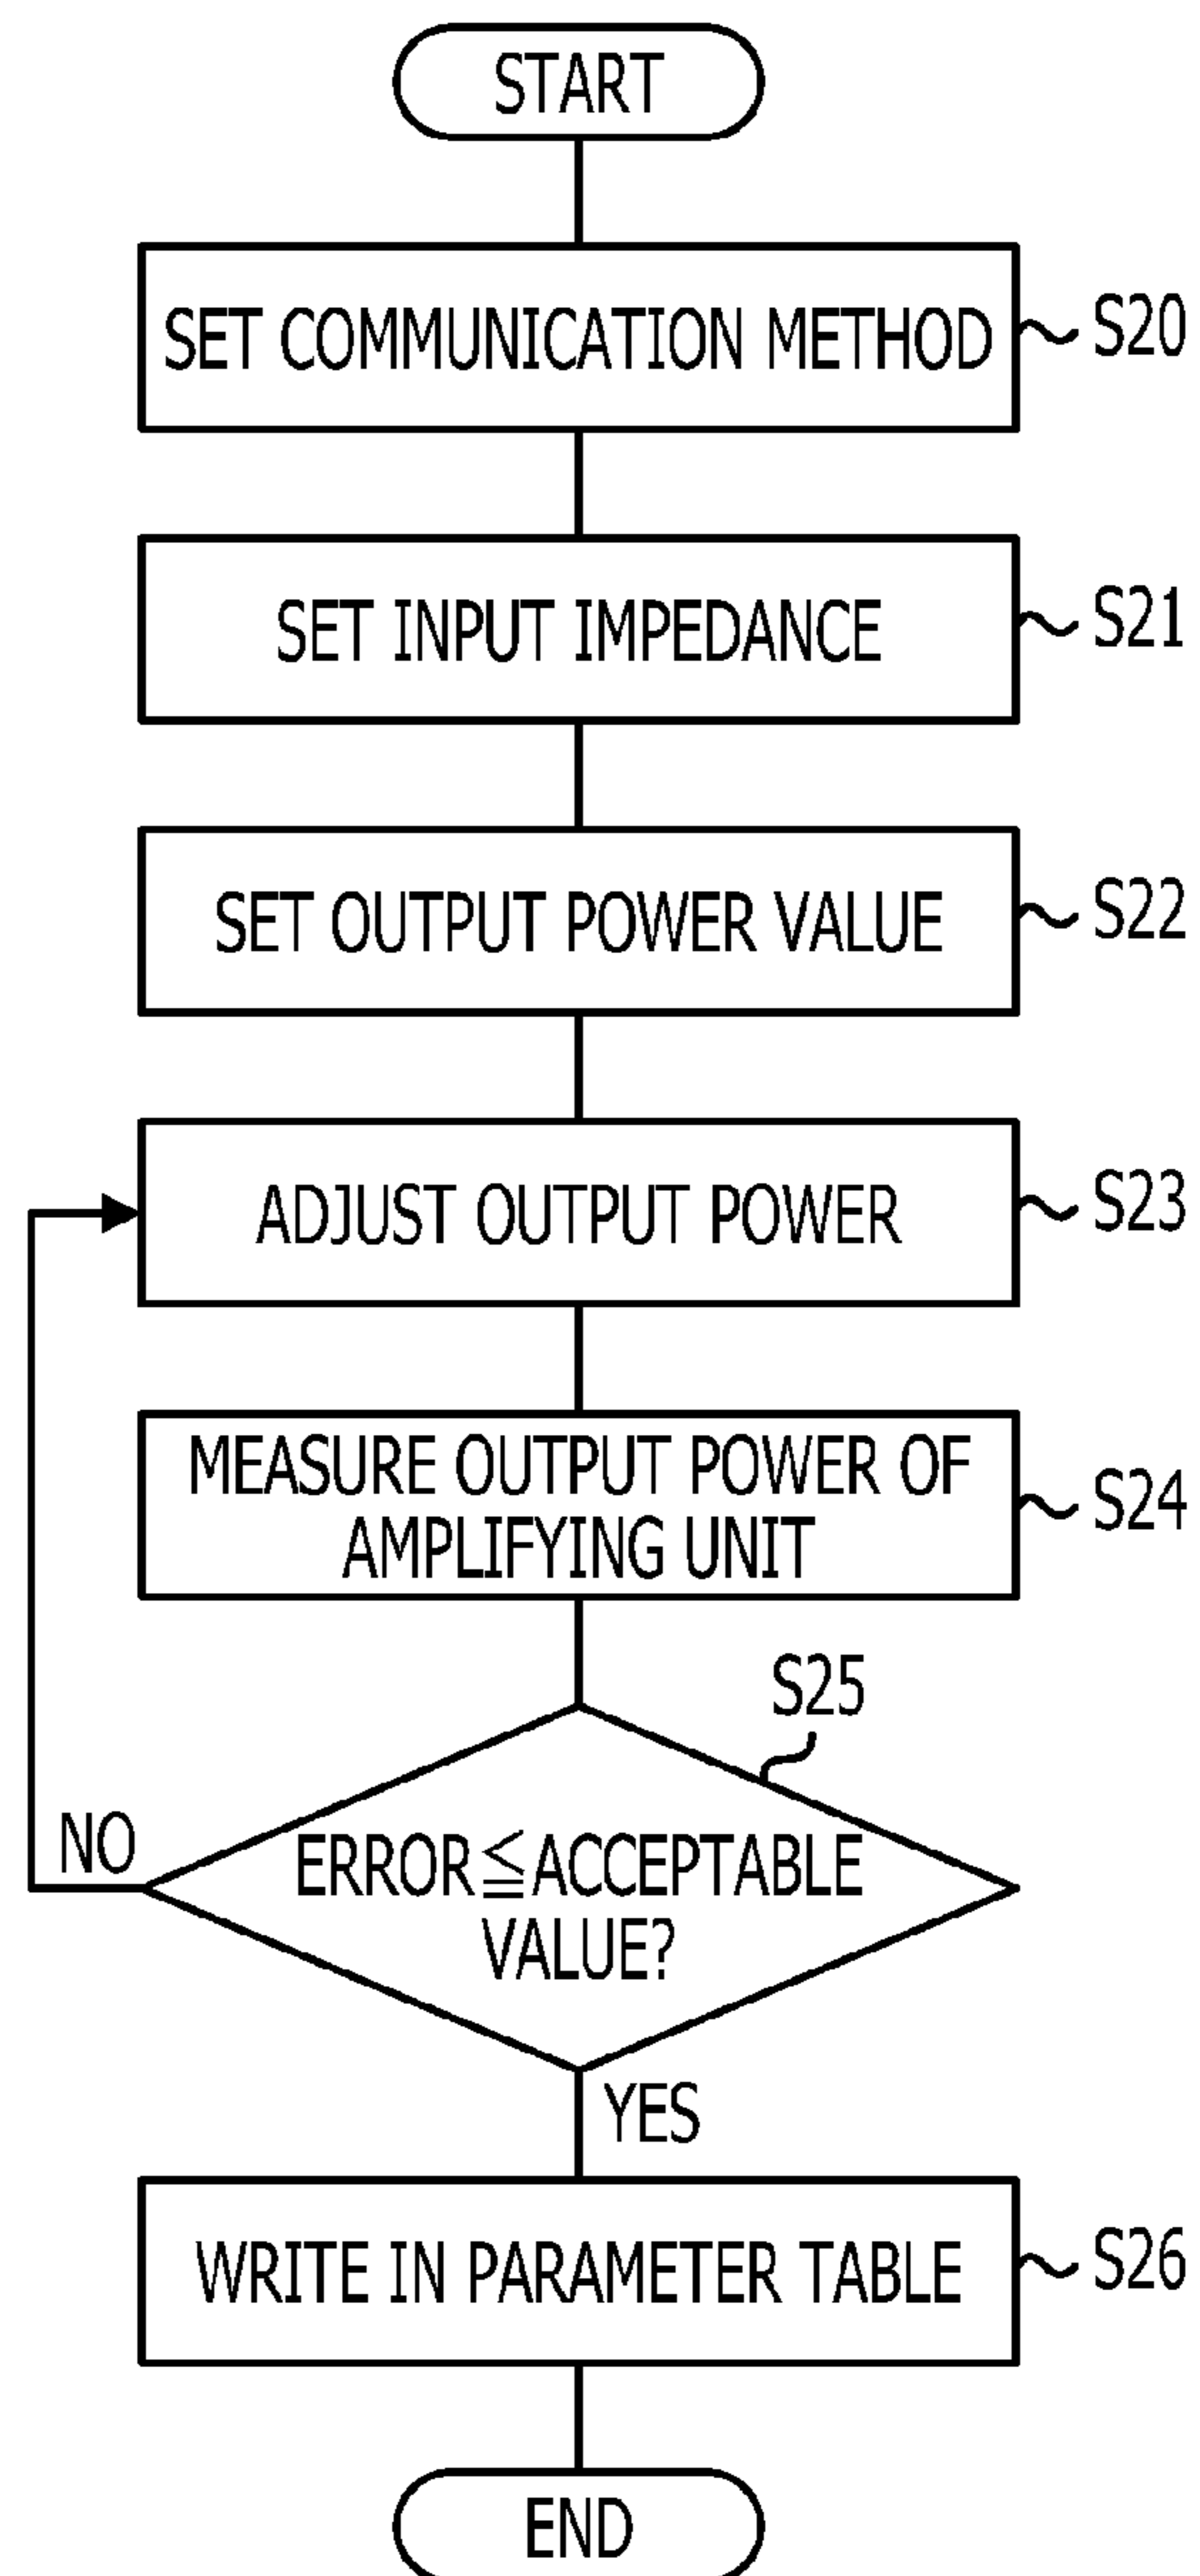 START
SET COMMUNICATION METHOD
S20
SET INPUT IMPEDANCE
S21
SET OUTPUT POWER VALUE
S22
ADJUST OUTPUT POWER
S23
MEASURE OUTPUT POWER OF
AMPLIFYING UNIT
S24
S25
NO
ERROR≦ACCEPTABLE
VALUE?
YES
WRITE IN PARAMETER TABLE
S26
END